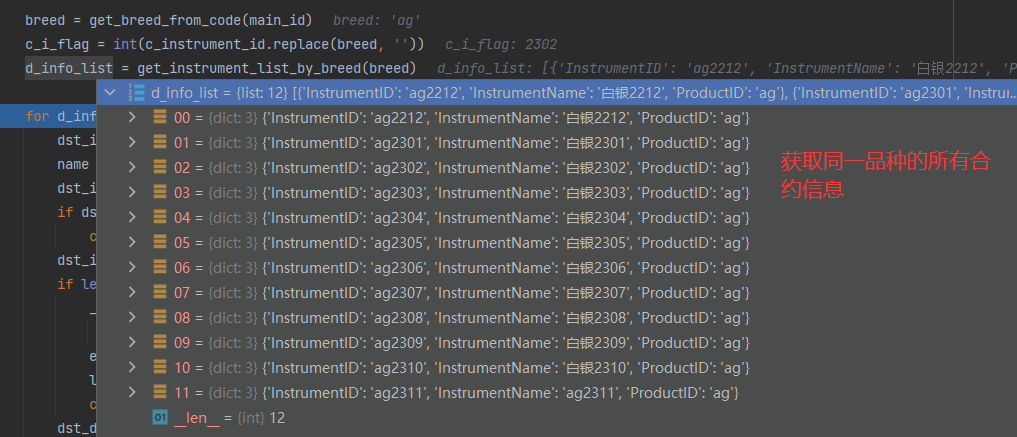 breed = get_breed_from_code(main_id)   breed: 'ag'
c_i_flag = int(c_instrument_id.replace(breed, ''))   c_i_flag: 2302
d_info_list = get_instrument_list_by_breed(breed)   d_info_list: [{'InstrumentID': 'ag2212', 'InstrumentName': '白银2212', 'P
d_info_list = {list: 12} [{'InstrumentID': 'ag2212', 'InstrumentName': '白银2212', 'ProductID': 'ag'}, {'InstrumentID': 'ag2301', 'Instru...
for d_inf
00 = {dict: 3} {'InstrumentID': 'ag2212', 'InstrumentName': '白银2212', 'ProductID': 'ag'}
dst_i
01 = {dict: 3} {'InstrumentID': 'ag2301', 'InstrumentName': '白银2301', 'ProductID': 'ag'}
name
02 = {dict: 3} {'InstrumentID': 'ag2302', 'InstrumentName': '白银2302', 'ProductID': 'ag'}
获取同一品种的所有合
约信息
dst_i
03 = {dict: 3} {'InstrumentID': 'ag2303', 'InstrumentName': '白银2303', 'ProductID': 'ag'}
if ds
04 = {dict: 3} {'InstrumentID': 'ag2304', 'InstrumentName': '白银2304', 'ProductID': 'ag'}
c
05 = {dict: 3} {'InstrumentID': 'ag2305', 'InstrumentName': '白银2305', 'ProductID': 'ag'}
dst_i
06 = {dict: 3} {'InstrumentID': 'ag2306', 'InstrumentName': '白银2306', 'ProductID': 'ag'}
if le
07 = {dict: 3} {'InstrumentID': 'ag2307', 'InstrumentName': '白银2307', 'ProductID': 'ag'}
_
08 = {dict: 3} {'InstrumentID': 'ag2308', 'InstrumentName': '白银2308', 'ProductID': 'ag'}
09 = {dict: 3} {'InstrumentID': 'ag2309', 'InstrumentName': '白银2309', 'ProductID': 'ag'}
e
10 = {dict: 3} {'InstrumentID': 'ag2310', 'InstrumentName': '白银2310', 'ProductID': 'ag'}
l
11 = {dict: 3} {'InstrumentID': 'ag2311', 'InstrumentName': 'ag2311', 'ProductID': 'ag'}
c
01 __len__ = {int} 12
dst_d